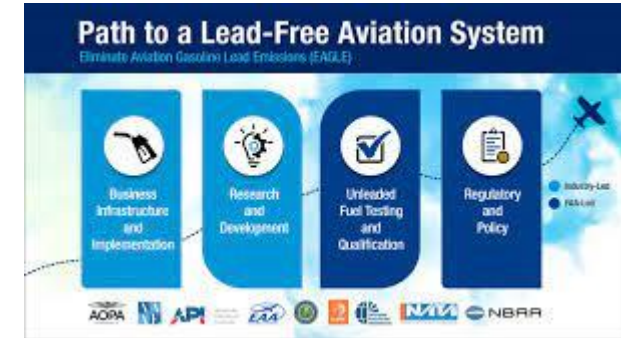 Path to a Lead-Free Aviation System
Eliminate Aviation Gasoline Lead Emissions (EAGLE)
Business
Infrastructure
and
Implementation
Research
and
Development
Unleaded
Fuel Testing
and
Qualification
Regulatory
and
Policy
Industry-Led
FAA-Led
AOPA
API
EAA
NATA
NBAA